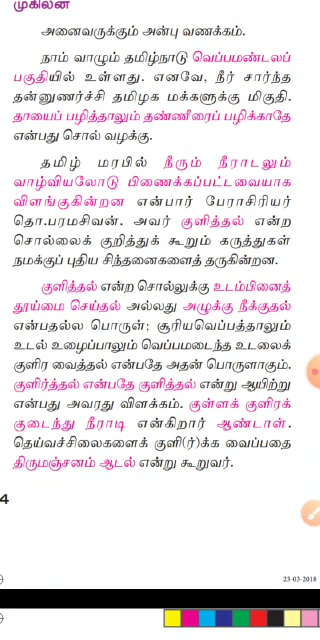 முகிலன்
அனைவருக்கும் அன்பு வணக்கம்.
நாம் வாழும் தமிழ்நாடு வெப்பமண்டலப்
பகுதியில் உள்ளது. எனவே, நீர் சார்ந்த
தன்னுணர்ச்சி தமிழக மக்களுக்கு மிகுதி.
தாயைப் பழித்தாலும் தண்ணீரைப் பழிக்காதே
என்பது சொல் வழக்கு.
தமிழ் மரபில் நீரும் நீராடலும்
வாழ்வியலோடு பிணைக்கப்பட்டவையாக
விளங்குகின்றன என்பார் பேராசிரியர்
தொ.பரமசிவன். அவர் குளித்தல் என்ற
சொல்லைக் குறித்துக் கூறும் கருத்துகள்
நமக்குப் புதிய சிந்தனைகளைத் தருகின்றன.
குளித்தல் என்ற சொல்லுக்கு உடம்பினைத்
தூய்மை செய்தல் அல்லது அழுக்கு நீக்குதல்
என்பதல்ல பொருள்; சூரியவெப்பத்தாலும்
உடல் உழைப்பாலும் வெப்பமடைந்த உடலைக்
குளிர வைத்தல் என்பதே அதன் பொருளாகும்.
குளிர்த்தல் என்பதே குளித்தல் என்று ஆயிற்று
என்பது அவரது விளக்கம். குள்ளக் குளிரக்
குடைந்து நீராடி என்கிறார் ஆண்டாள்.
தெய்வச்சிலைகளைக் குளி(ர்)க்க வைப்பதை
திருமஞ்சனம் ஆடல் என்று கூறுவர்.
4
23-03-2018